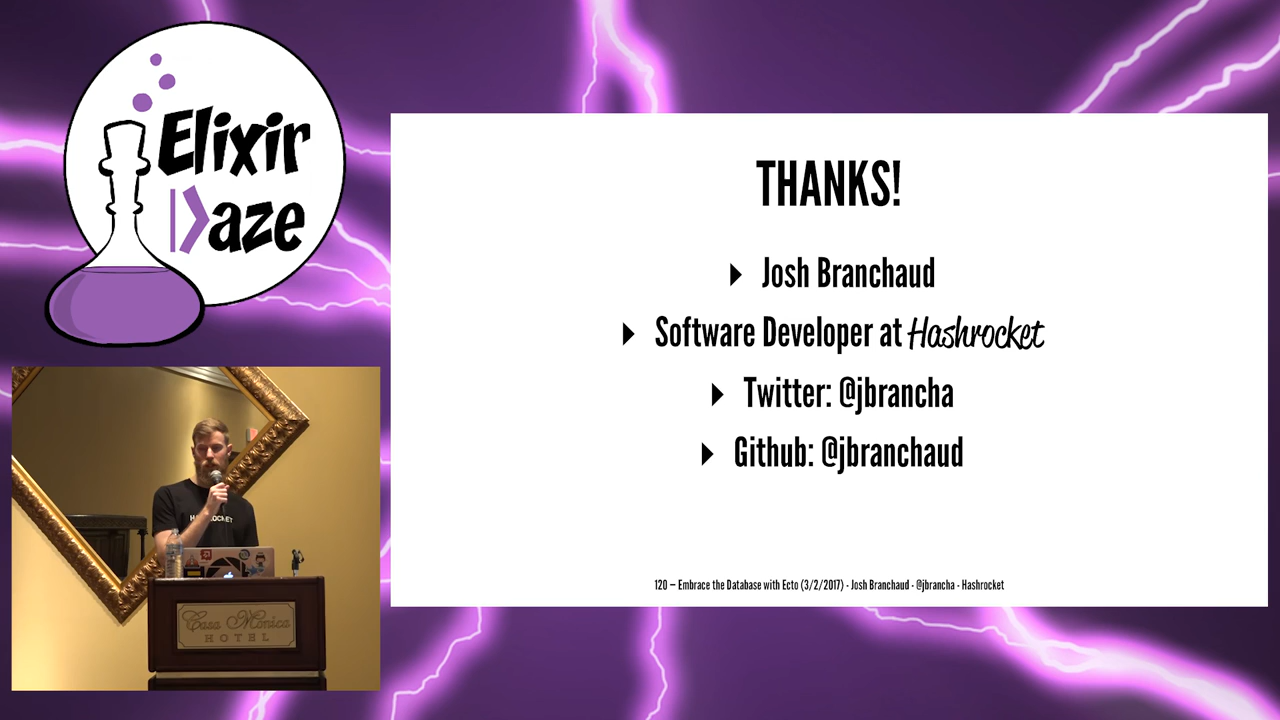 Elixir
|>aze
THANKS!
Josh Branchaud
Software Developer at Hashrocket
Twitter: @jbrancha
Github: @jbranchaud
120 — Embrace the Database with Ecto (3/2/2017) - Josh Branchaud - @jbrancha - Hashrocket
Casa Monica
HOTEL